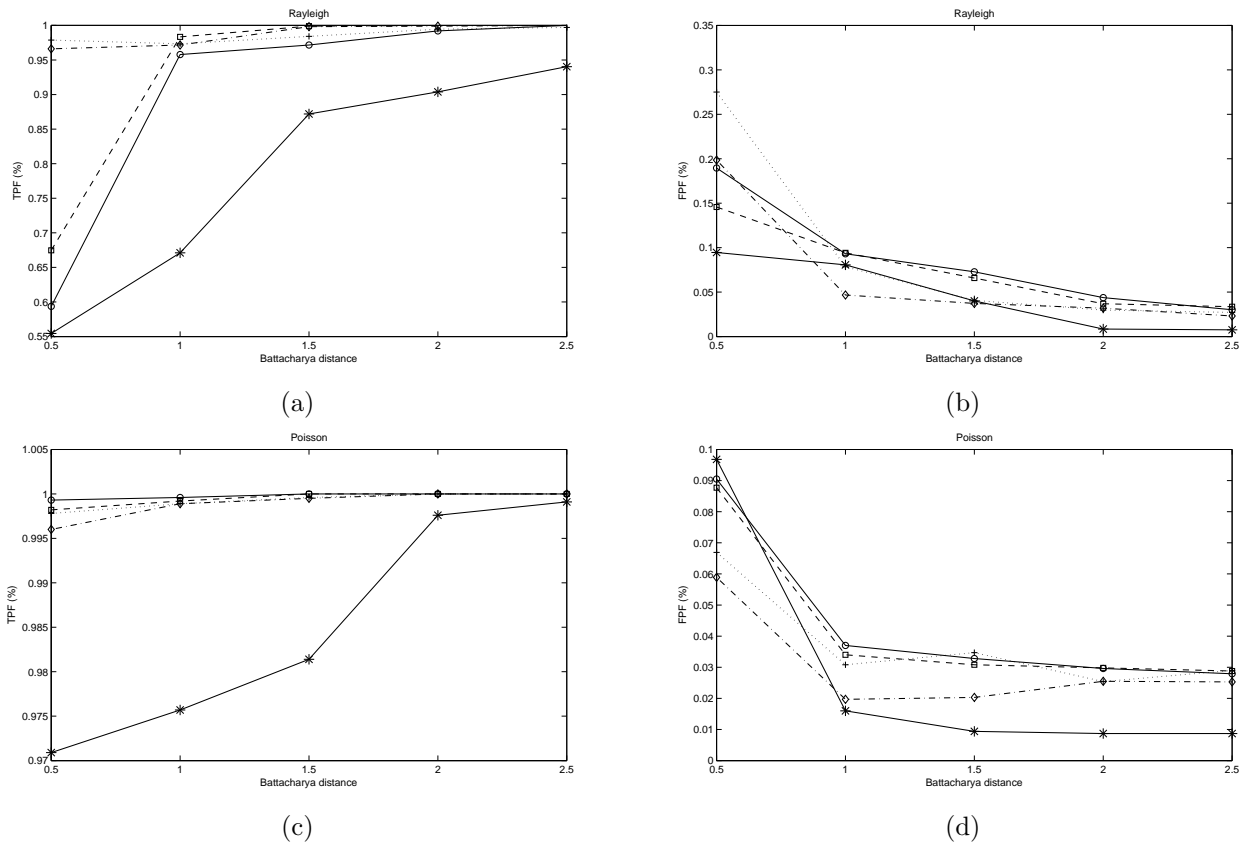 Rayleigh
1
0.95
0.9
0.85
0.8
0.75
0.7
0.65
0.6
0.55
TPF (%)
0.5 1 1.5 2 2.5
Battacharya distance
(a)
Rayleigh
0.35
0.3
0.25
0.2
0.15
0.1
0.05
0
FPF (%)
0.5 1 1.5 2 2.5
Battacharya distance
(b)
Poisson
1.005
1
0.995
0.99
0.985
0.98
0.975
0.97
TPF (%)
0.5 1 1.5 2 2.5
Battacharya distance
(c)
Poisson
0.1
0.09
0.08
0.07
0.06
0.05
0.04
0.03
0.02
0.01
0
FPF (%)
0.5 1 1.5 2 2.5
Battacharya distance
(d)